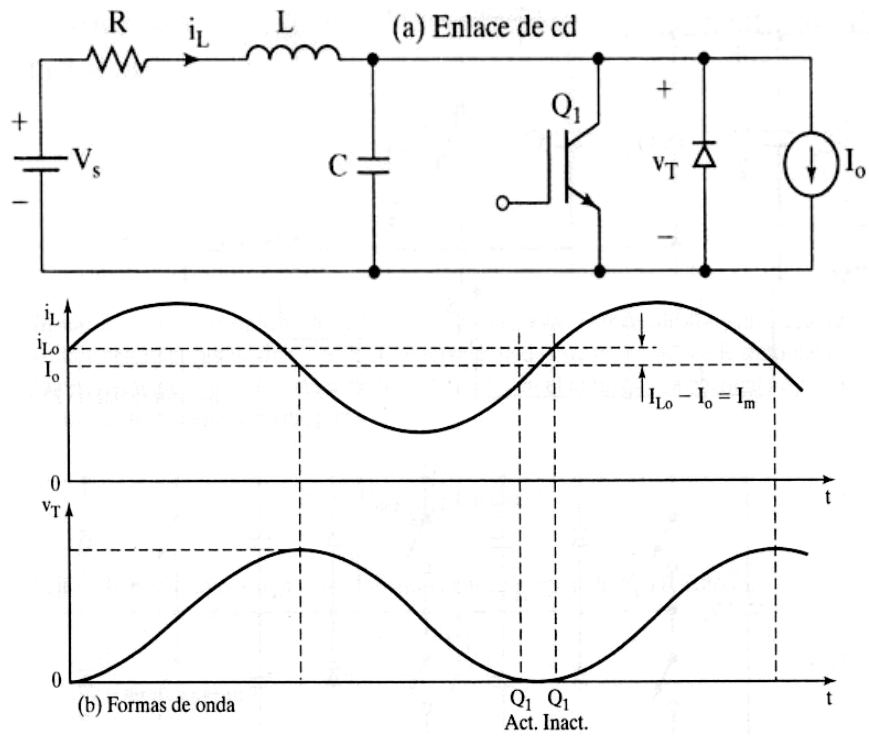 R
i_L
L
(a) Enlace de cd
+
V_s
−
C
Q_1
+
v_T
−
I_o
i_L
i_Lo
I_o
I_Lo − I_o = I_m
0
t
v_T
0
t
(b) Formas de onda
Q_1 Q_1
Act. Inact.